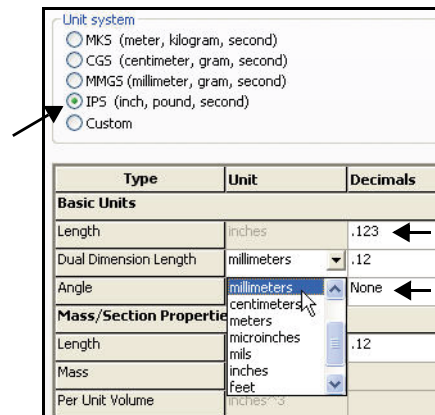 Unit system
MKS (meter, kilogram, second)
CGS (centimeter, gram, second)
MMGS (millimeter, gram, second)
IPS (inch, pound, second)
Custom
Type Unit Decimals
Basic Units
Length inches .123
Dual Dimension Length millimeters .12
Angle millimeters None
centimeters
Mass/Section Propertie meters
microinches
Length .12
mils
Mass inches
feet
Per Unit Volume inches^3